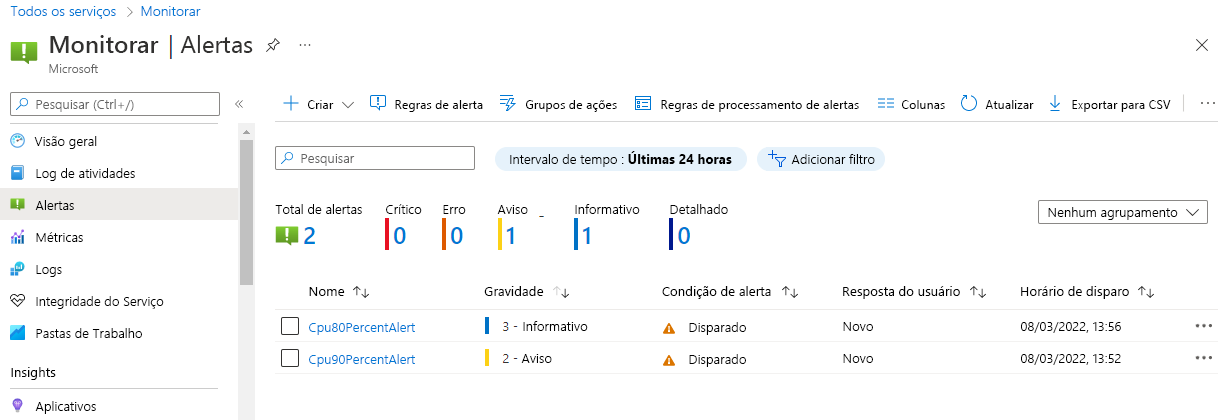 Todos os serviços > Monitorar
Monitorar | Alertas
Microsoft
Pesquisar (Ctrl+/)
Visão geral
Log de atividades
Alertas
Métricas
Logs
Integridade do Serviço
Pastas de Trabalho
Insights
Aplicativos
Criar Regras de alerta Grupos de ações Regras de processamento de alertas Colunas Atualizar Exportar para CSV
Pesquisar Intervalo de tempo : Últimas 24 horas Adicionar filtro
Total de alertas Crítico Erro Aviso Informativo Detalhado
2 0 0 1 1 0
Nenhum agrupamento
Nome Gravidade Condição de alerta Resposta do usuário Horário de disparo
Cpu80PercentAlert 3 - Informativo Disparado Novo 08/03/2022, 13:56
Cpu90PercentAlert 2 - Aviso Disparado Novo 08/03/2022, 13:52